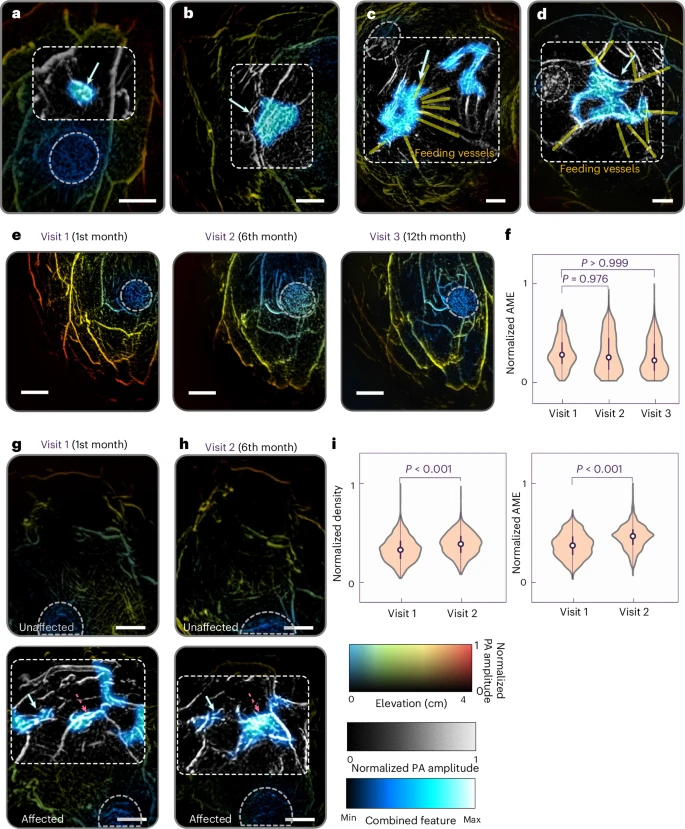 a
b
c
d
Feeding vessels
Feeding vessels
e
Visit 1 (1st month)
Visit 2 (6th month)
Visit 3 (12th month)
f
Normalized AME
1
0
P > 0.999
P = 0.976
Visit 1
Visit 2
Visit 3
g
Visit 1 (1st month)
h
Visit 2 (6th month)
Unaffected
Unaffected
Affected
Affected
i
Normalized density
1
0
P < 0.001
Visit 1
Visit 2
Normalized AME
1
0
P < 0.001
Visit 1
Visit 2
1
0
Normalized
PA amplitude
0
4
Elevation (cm)
0
1
Normalized PA amplitude
Min
Max
Combined feature